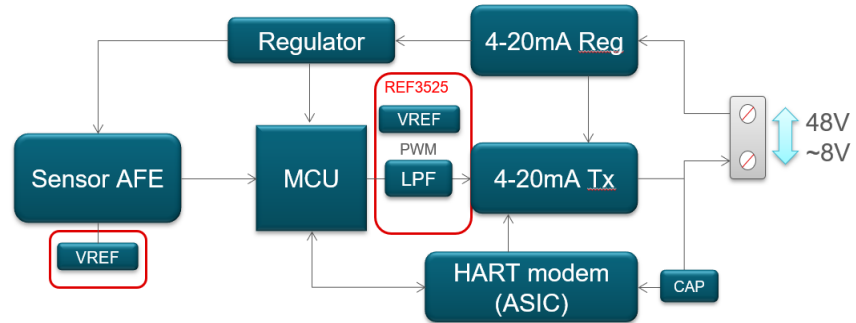 Regulator
4-20mA Reg
REF3525
VREF
48V
~8V
PWM
Sensor AFE
MCU
LPF
4-20mA Tx
VREF
HART modem
(ASIC)
CAP